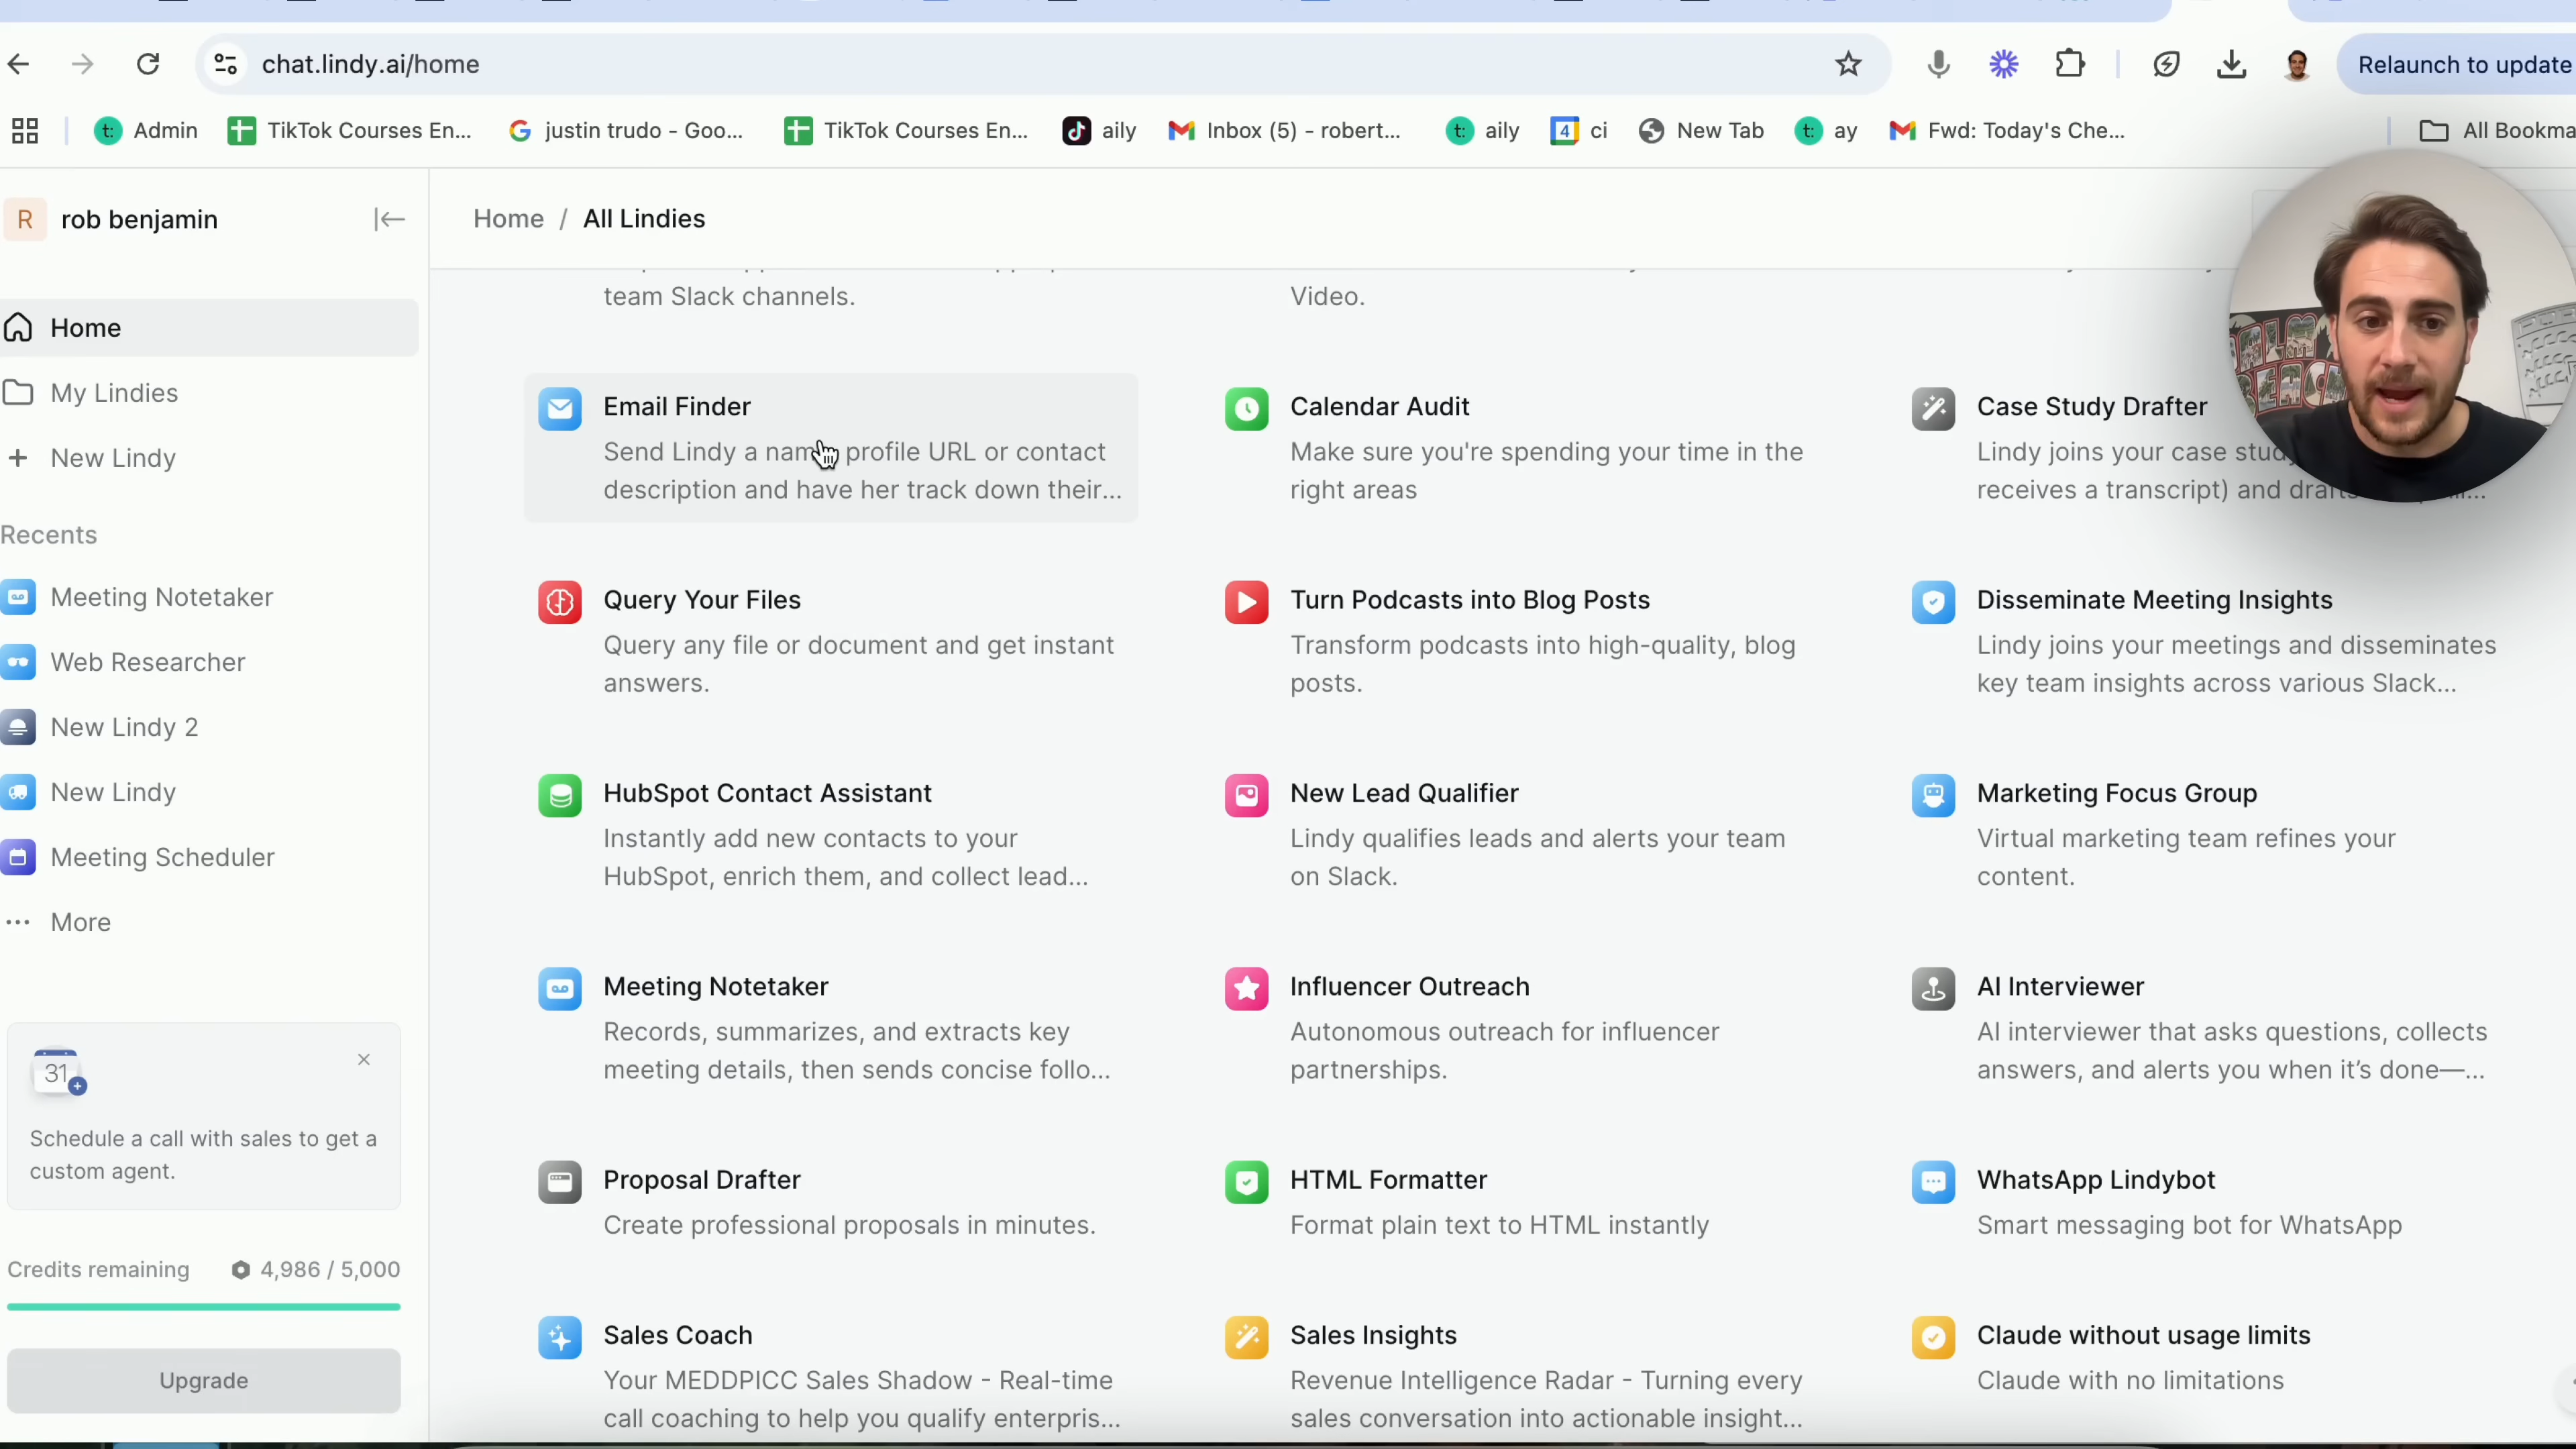 chat.lindy.ai/home
Relaunch to update
Admin
TikTok Courses En...
justin trudo - Goo...
TikTok Courses En...
aily
Inbox (5) - robert...
aily
4
ci
New Tab
ay
Fwd: Today's Che...
All Bookma
R
rob benjamin
Home / All Lindies
Home
My Lindies
New Lindy
Recents
Meeting Notetaker
Web Researcher
New Lindy 2
New Lindy
Meeting Scheduler
More
31
Schedule a call with sales to get a
custom agent.
Credits remaining
4,986 / 5,000
Upgrade
team Slack channels.
Video.
Email Finder
Send Lindy a name profile URL or contact
description and have her track down their...
Calendar Audit
Make sure you're spending your time in the
right areas
Case Study Drafter
Lindy joins your case study
receives a transcript) and
Query Your Files
Query any file or document and get instant
answers.
Turn Podcasts into Blog Posts
Transform podcasts into high-quality, blog
posts.
Disseminate Meeting Insights
Lindy joins your meetings and disseminates
key team insights across various Slack...
HubSpot Contact Assistant
Instantly add new contacts to your
HubSpot, enrich them, and collect lead...
New Lead Qualifier
Lindy qualifies leads and alerts your team
on Slack.
Marketing Focus Group
Virtual marketing team refines your
content.
Meeting Notetaker
Records, summarizes, and extracts key
meeting details, then sends concise follo...
Influencer Outreach
Autonomous outreach for influencer
partnerships.
AI Interviewer
AI interviewer that asks questions, collects
answers, and alerts you when it's done—...
Proposal Drafter
Create professional proposals in minutes.
HTML Formatter
Format plain text to HTML instantly
WhatsApp Lindybot
Smart messaging bot for WhatsApp
Sales Coach
Your MEDDPICC Sales Shadow - Real-time
call coaching to help you qualify enterpris...
Sales Insights
Revenue Intelligence Radar - Turning every
sales conversation into actionable insight...
Claude without usage limits
Claude with no limitations